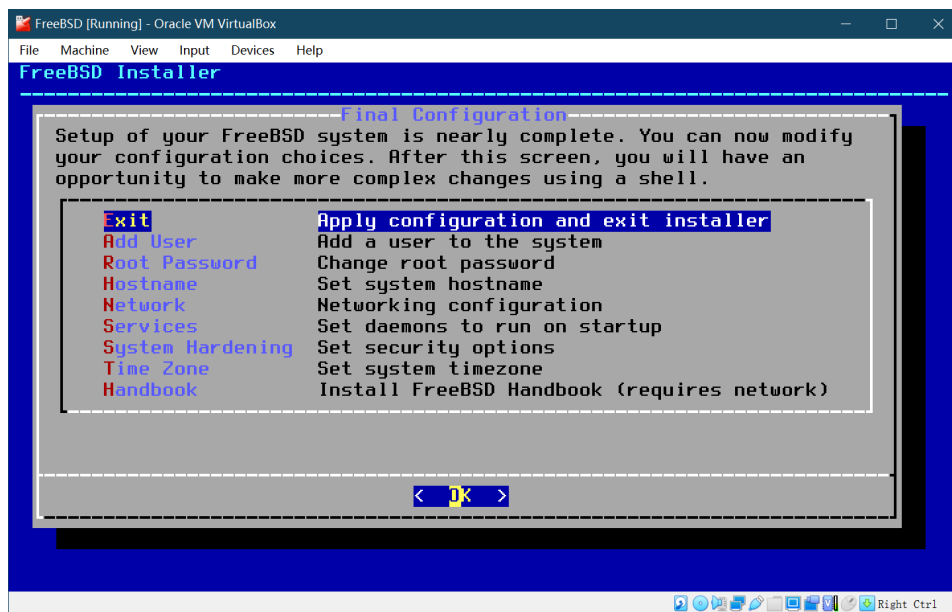 FreeBSD [Running] - Oracle VM VirtualBox
File Machine View Input Devices Help
FreeBSD Installer
Final Configuration
Setup of your FreeBSD system is nearly complete. You can now modify
your configuration choices. After this screen, you will have an
opportunity to make more complex changes using a shell.
Exit Apply configuration and exit installer
Add User Add a user to the system
Root Password Change root password
Hostname Set system hostname
Network Networking configuration
Services Set daemons to run on startup
System Hardening Set security options
Time Zone Set system timezone
Handbook Install FreeBSD Handbook (requires network)
< OK >
Right Ctrl